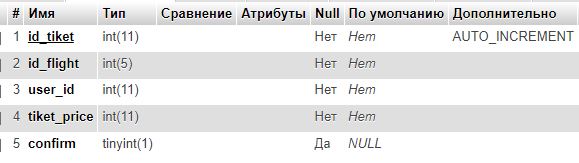 # Имя Тип Сравнение Атрибуты Null По умолчанию Дополнительно
1 id_tiket int(11) Нет Нет AUTO_INCREMENT
2 id_flight int(5) Нет Нет
3 user_id int(11) Нет Нет
4 tiket_price int(11) Нет Нет
5 confirm tinyint(1) Да NULL